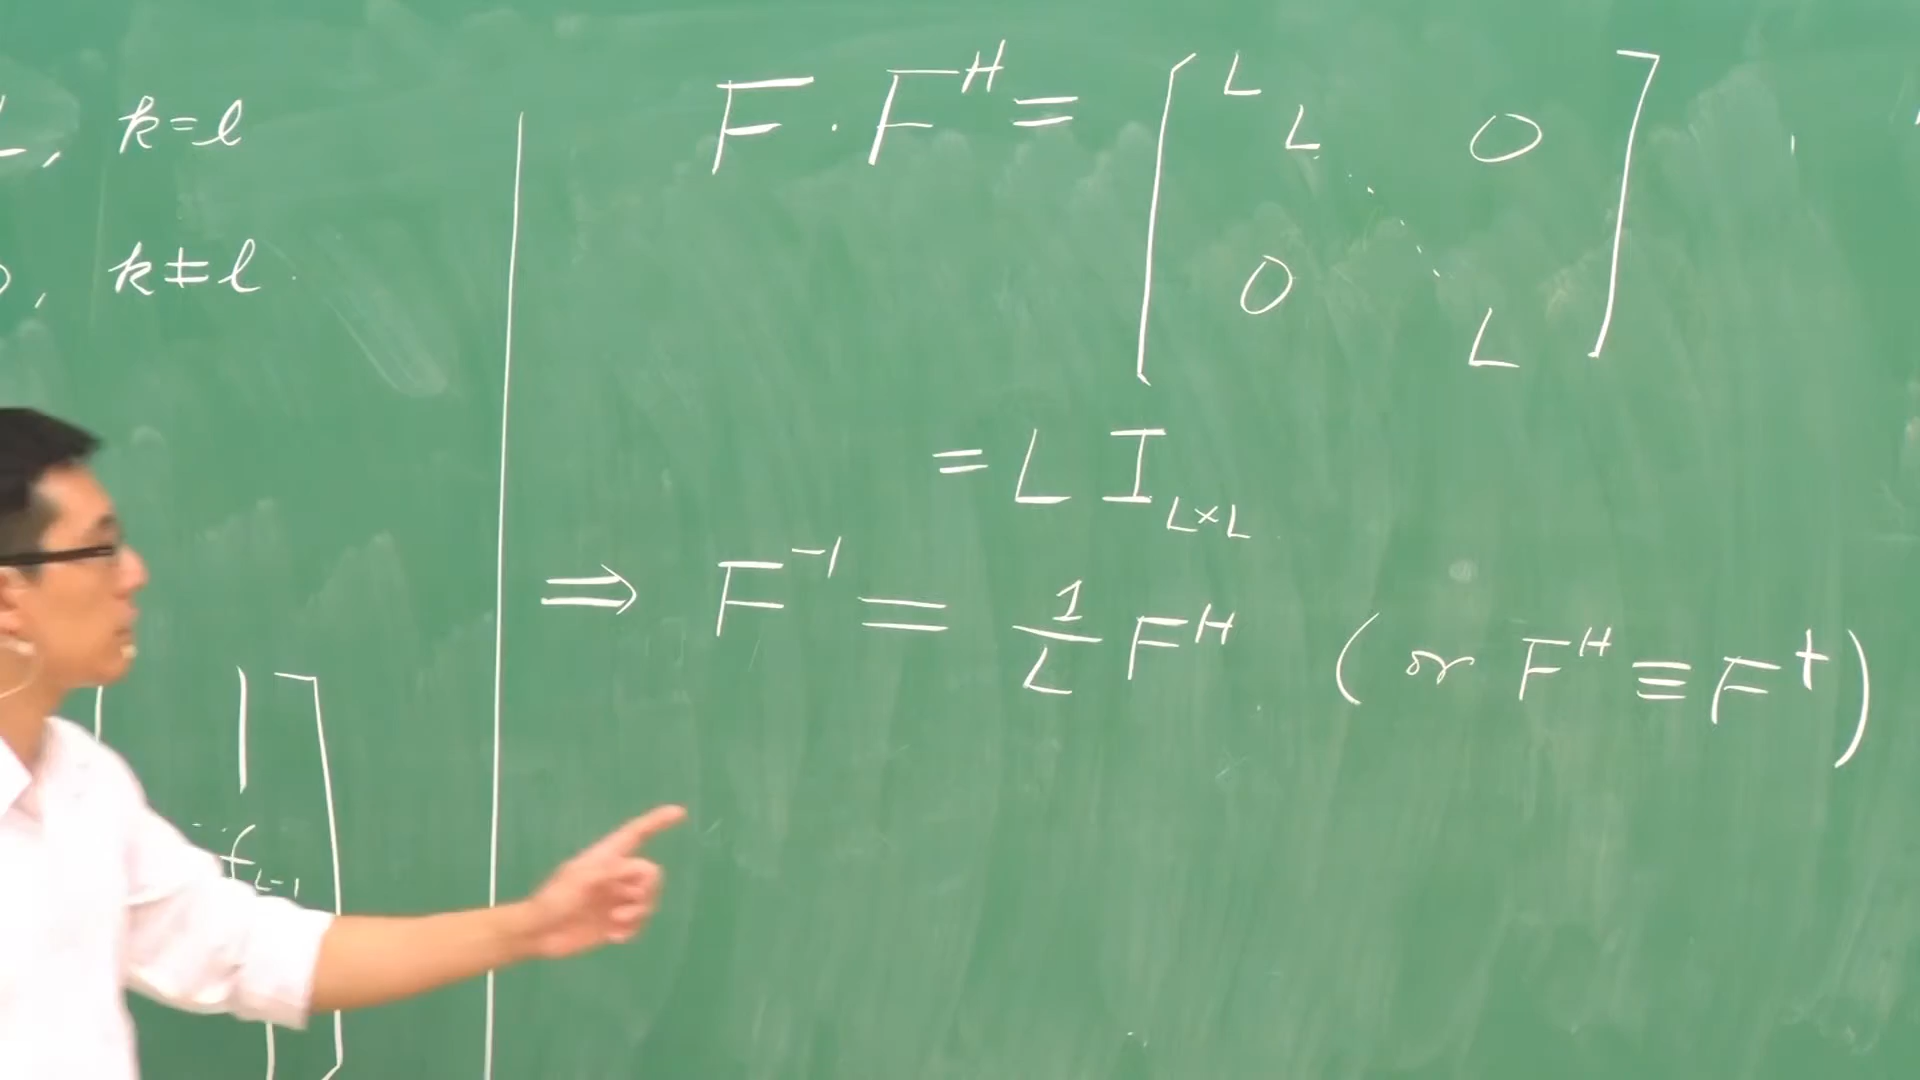 , k=l
, k≠l
f_{L-1}
F · F^H = [ L L ⋱ L 0 0 ]
= L I_{L×L}
⇒ F^{-1} = 1/L F^H (or F^H ≡ F^†)